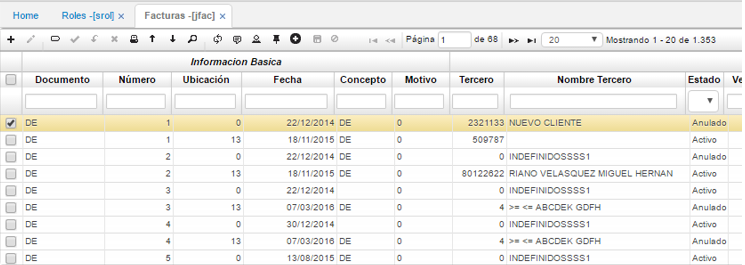 Home Roles -[srol] × Facturas -[jfac] ×
Página 1 de 68 20 Mostrando 1 - 20 de 1.353
Informacion Basica
Documento Número Ubicación Fecha Concepto Motivo Tercero Nombre Tercero Estado Ve
DE 1 0 22/12/2014 DE 0 2321133 NUEVO CLIENTE Anulado
DE 1 13 18/11/2015 DE 0 509787 Activo
DE 2 0 22/12/2014 DE 0 0 INDEFINIDOSSSS1 Anulado
DE 2 13 18/11/2015 DE 0 80122622 RIANO VELASQUEZ MIGUEL HERNAN Activo
DE 3 0 22/12/2014 0 0 INDEFINIDOSSSS1 Activo
DE 3 13 07/03/2016 DE 0 4 >= <= ABCDEK GDFH Anulado
DE 4 0 30/12/2014 0 0 INDEFINIDOSSSS1 Activo
DE 4 13 07/03/2016 DE 0 4 >= <= ABCDEK GDFH Anulado
DE 5 0 13/08/2015 DE 0 0 INDEFINIDOSSSS1 Activo